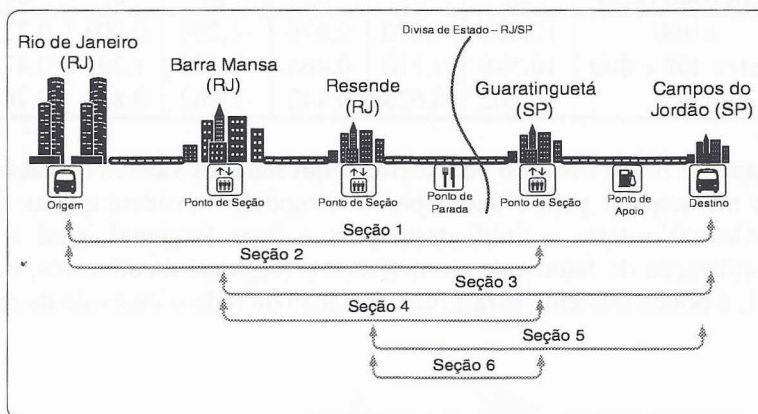 Divisa de Estado – RJ/SP
Rio de Janeiro
(RJ)
Barra Mansa
(RJ)
Resende
(RJ)
Guaratinguetá
(SP)
Campos do
Jordão (SP)
Origem
Ponto de Seção
Ponto de Seção
Ponto de
Parada
Ponto de Seção
Ponto de
Apoio
Destino
Seção 1
Seção 2
Seção 3
Seção 4
Seção 5
Seção 6